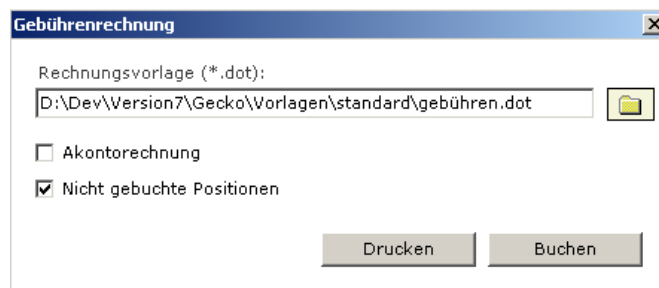 Gebührenrechnung
Rechnungsvorlage (*.dot):
D:\Dev\Version7\Gecko\Vorlagen\standard\gebühren.dot
Akontorechnung
Nicht gebuchte Positionen
Drucken Buchen